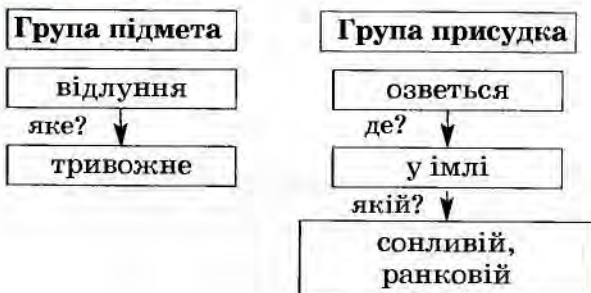 Група підмета
Група присудка
відлуння
озветься
яке?
де?
тривожне
у імлі
якій?
сонливій,
ранковій